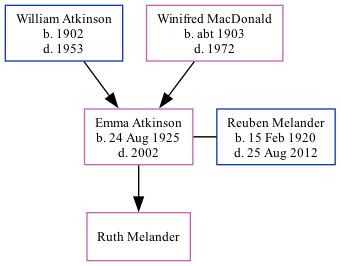 William Atkinson
b. 1902
d. 1953
Winifred MacDonald
b. abt 1903
d. 1972
Emma Atkinson
b. 24 Aug 1925
d. 2002
Reuben Melander
b. 15 Feb 1920
d. 25 Aug 2012
Ruth Melander